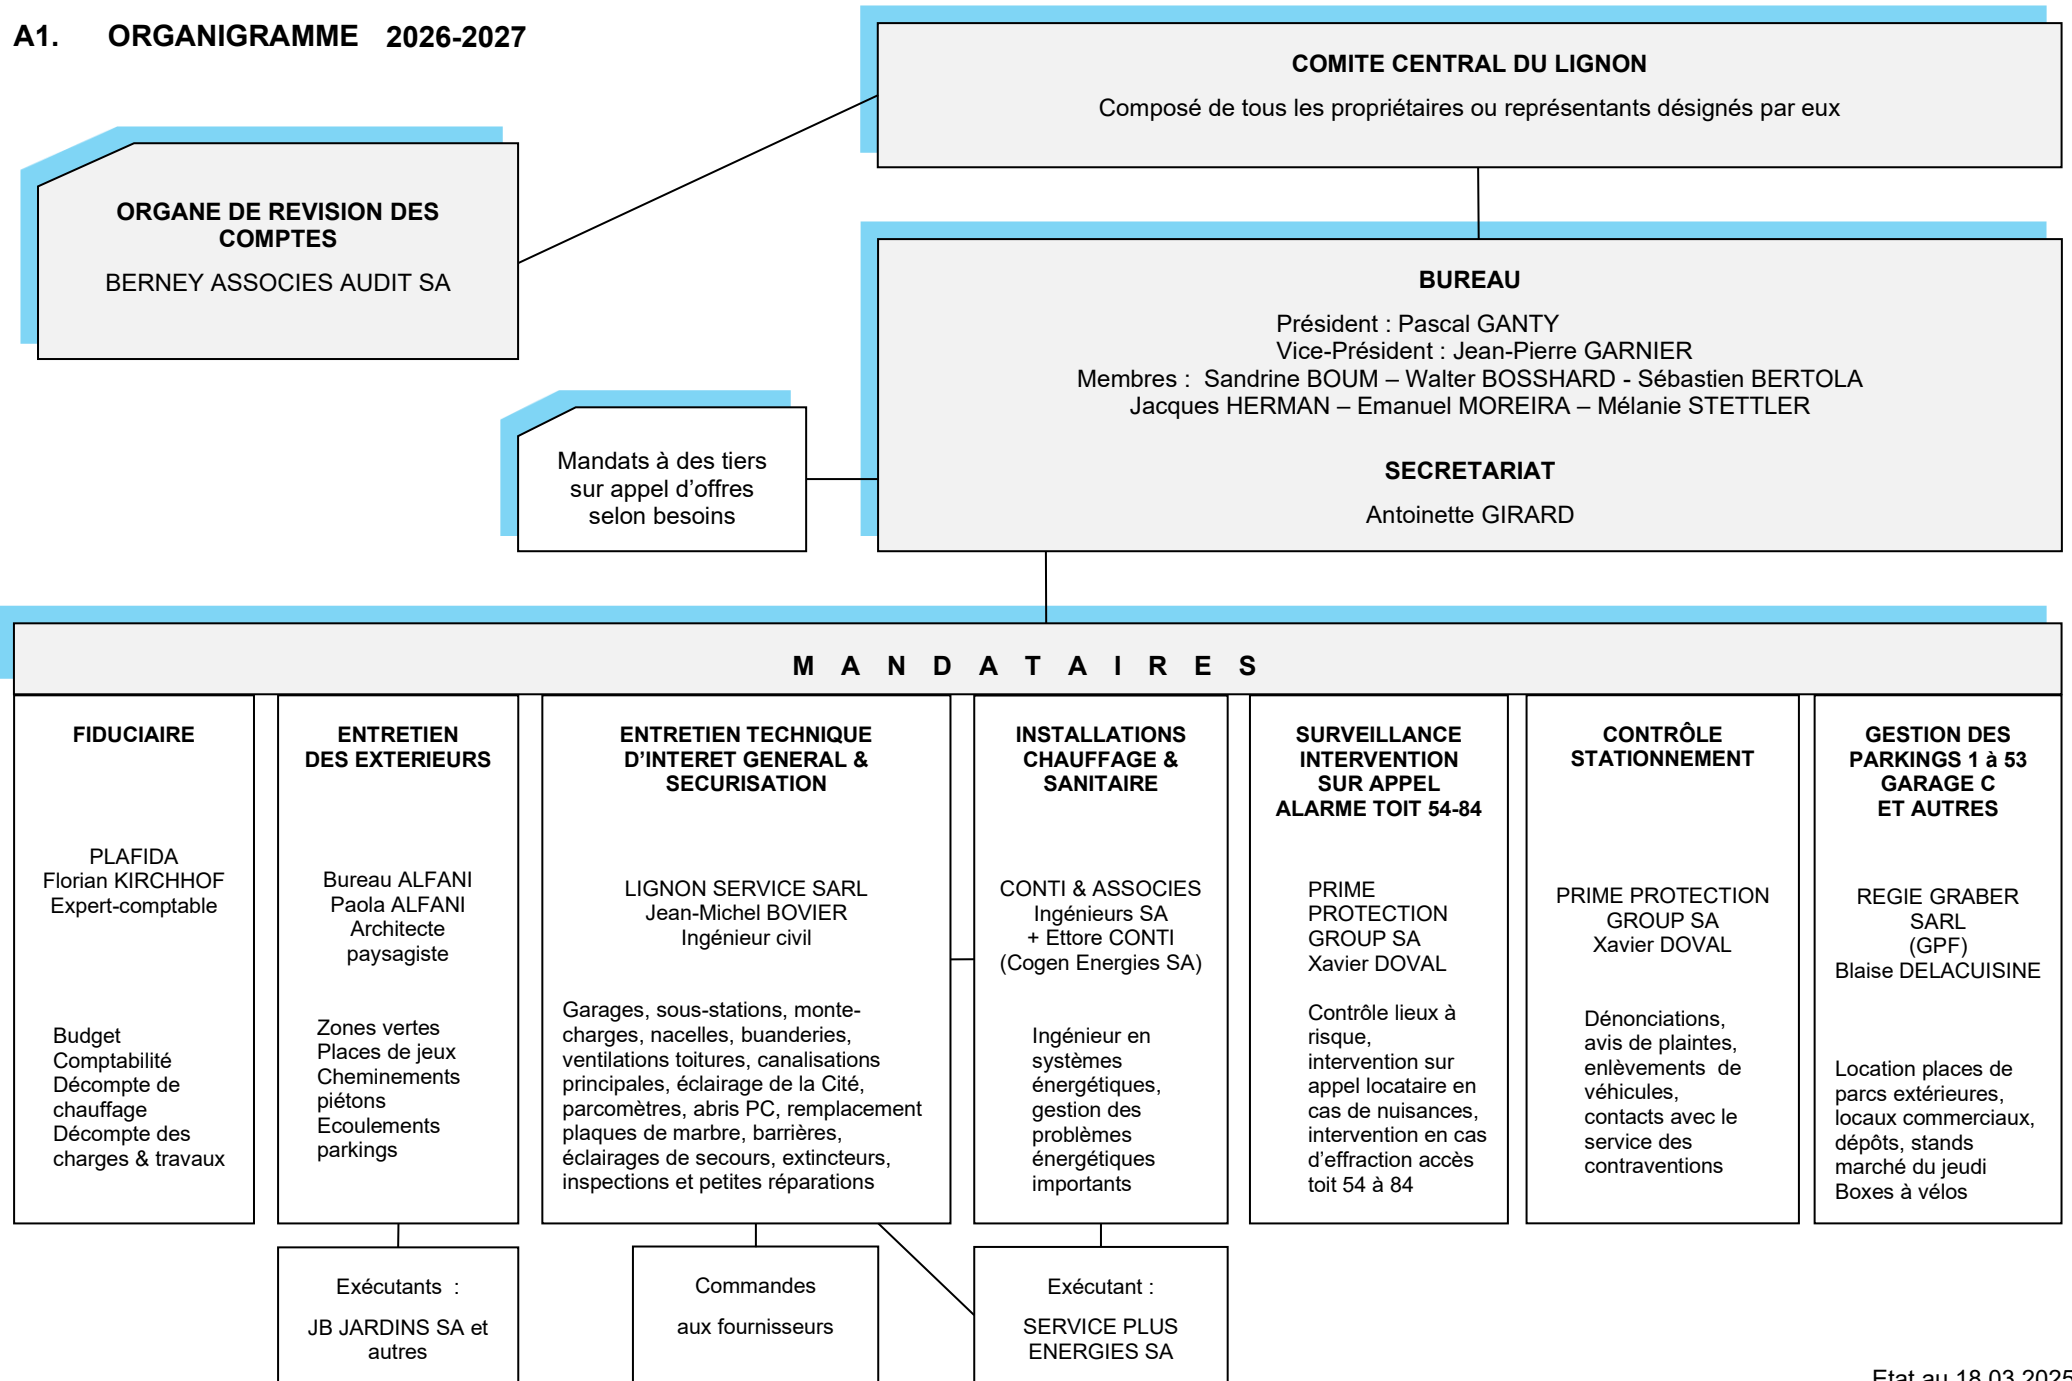 A1. ORGANIGRAMME 2026-2027
COMITE CENTRAL DU LIGNON
Composé de tous les propriétaires ou représentants désignés par eux
ORGANE DE REVISION DES
COMPTES
BERNEY ASSOCIES AUDIT SA
BUREAU
Président : Pascal GANTY
Vice-Président : Jean-Pierre GARNIER
Membres : Sandrine BOUM – Walter BOSSHARD - Sébastien BERTOLA
Jacques HERMAN – Emanuel MOREIRA – Mélanie STETTLER
SECRETARIAT
Antoinette GIRARD
Mandats à des tiers
sur appel d’offres
selon besoins
M A N D A T A I R E S
FIDUCIAIRE
PLAFIDA
Florian KIRCHHOF
Expert-comptable
Budget
Comptabilité
Décompte de
chauffage
Décompte des
charges & travaux
ENTRETIEN
DES EXTERIEURS
Bureau ALFANI
Paola ALFANI
Architecte
paysagiste
Zones vertes
Places de jeux
Cheminements
piétons
Ecoulements
parkings
ENTRETIEN TECHNIQUE
D’INTERET GENERAL &
SECURISATION
LIGNON SERVICE SARL
Jean-Michel BOVIER
Ingénieur civil
Garages, sous-stations, monte-
charges, nacelles, buanderies,
ventilations toitures, canalisations
principales, éclairage de la Cité,
parcomètres, abris PC, remplacement
plaques de marbre, barrières,
éclairages de secours, extincteurs,
inspections et petites réparations
INSTALLATIONS
CHAUFFAGE &
SANITAIRE
CONTI & ASSOCIES
Ingénieurs SA
+ Ettore CONTI
(Cogen Energies SA)
Ingénieur en
systèmes
énergétiques,
gestion des
problèmes
énergétiques
importants
SURVEILLANCE
INTERVENTION
SUR APPEL
ALARME TOIT 54-84
PRIME
PROTECTION
GROUP SA
Xavier DOVAL
Contrôle lieux à
risque,
intervention sur
appel locataire en
cas de nuisances,
intervention en cas
d’effraction accès
toit 54 à 84
CONTRÔLE
STATIONNEMENT
PRIME PROTECTION
GROUP SA
Xavier DOVAL
Dénonciations,
avis de plaintes,
enlèvements de
véhicules,
contacts avec le
service des
contraventions
GESTION DES
PARKINGS 1 à 53
GARAGE C
ET AUTRES
REGIE GRABER
SARL
(GPF)
Blaise DELACUISINE
Location places de
parcs extérieures,
locaux commerciaux,
dépôts, stands
marché du jeudi
Boxes à vélos
Exécutants :
JB JARDINS SA et
autres
Commandes
aux fournisseurs
Exécutant :
SERVICE PLUS
ENERGIES SA
Etat au 18.03.2025